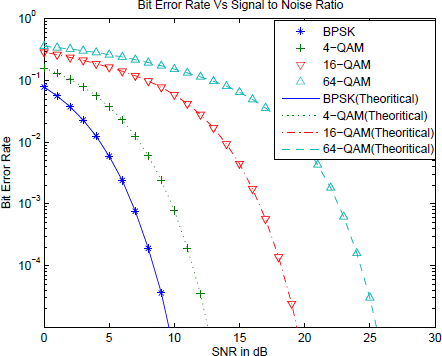 Bit Error Rate Vs Signal to Noise Ratio
10^0
10^-1
10^-2
10^-3
10^-4
Bit Error Rate
BPSK
4-QAM
16-QAM
64-QAM
BPSK(Theoritical)
4-QAM(Theoritical)
16-QAM(Theoritical)
64-QAM(Theoritical)
0 5 10 15 20 25 30
SNR in dB